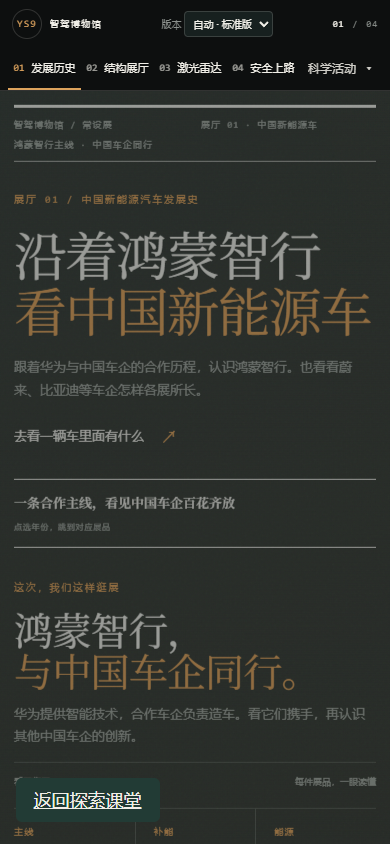 YS9 智驾博物馆 版本 自动·标准版 01 / 04
01 发展历史 02 结构展厅 03 激光雷达 04 安全上路 科学活动
智驾博物馆 / 常设展
展厅 01 · 中国新能源车
鸿蒙智行主线 · 中国车企同行
展厅 01 / 中国新能源汽车发展史
沿着鸿蒙智行
看中国新能源车
跟着华为与中国车企的合作历程，认识鸿蒙智行。也看看蔚
来、比亚迪等车企怎样各展所长。
去看一辆车里面有什么 ↗
一条合作主线，看见中国车企百花齐放
点选年份，跳到对应展品
这次，我们这样逛展
鸿蒙智行，
与中国车企同行。
华为提供智能技术，合作车企负责造车。看它们携手，再认识
其他中国车企的创新。
每件展品，一眼读懂
返回探索课堂
主线 补能 能源